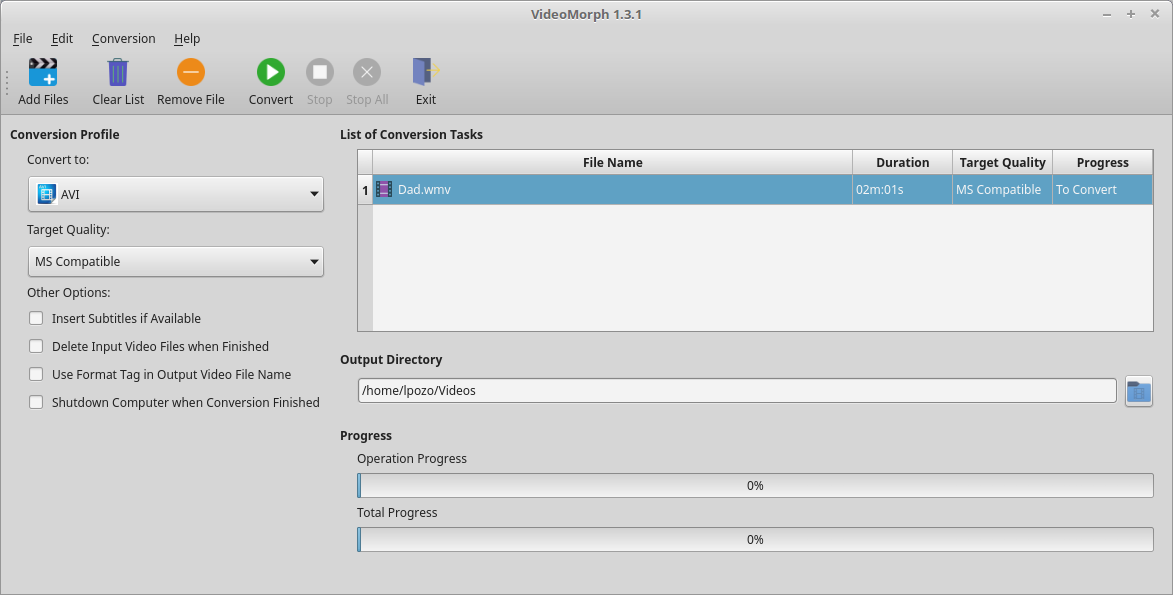 VideoMorph 1.3.1
File Edit Conversion Help
Add Files Clear List Remove File Convert Stop Stop All Exit
Conversion Profile
Convert to:
AVI
Target Quality:
MS Compatible
Other Options:
Insert Subtitles if Available
Delete Input Video Files when Finished
Use Format Tag in Output Video File Name
Shutdown Computer when Conversion Finished
List of Conversion Tasks
File Name Duration Target Quality Progress
1 Dad.wmv 02m:01s MS Compatible To Convert
Output Directory
/home/lpozo/Videos
Progress
Operation Progress
0%
Total Progress
0%